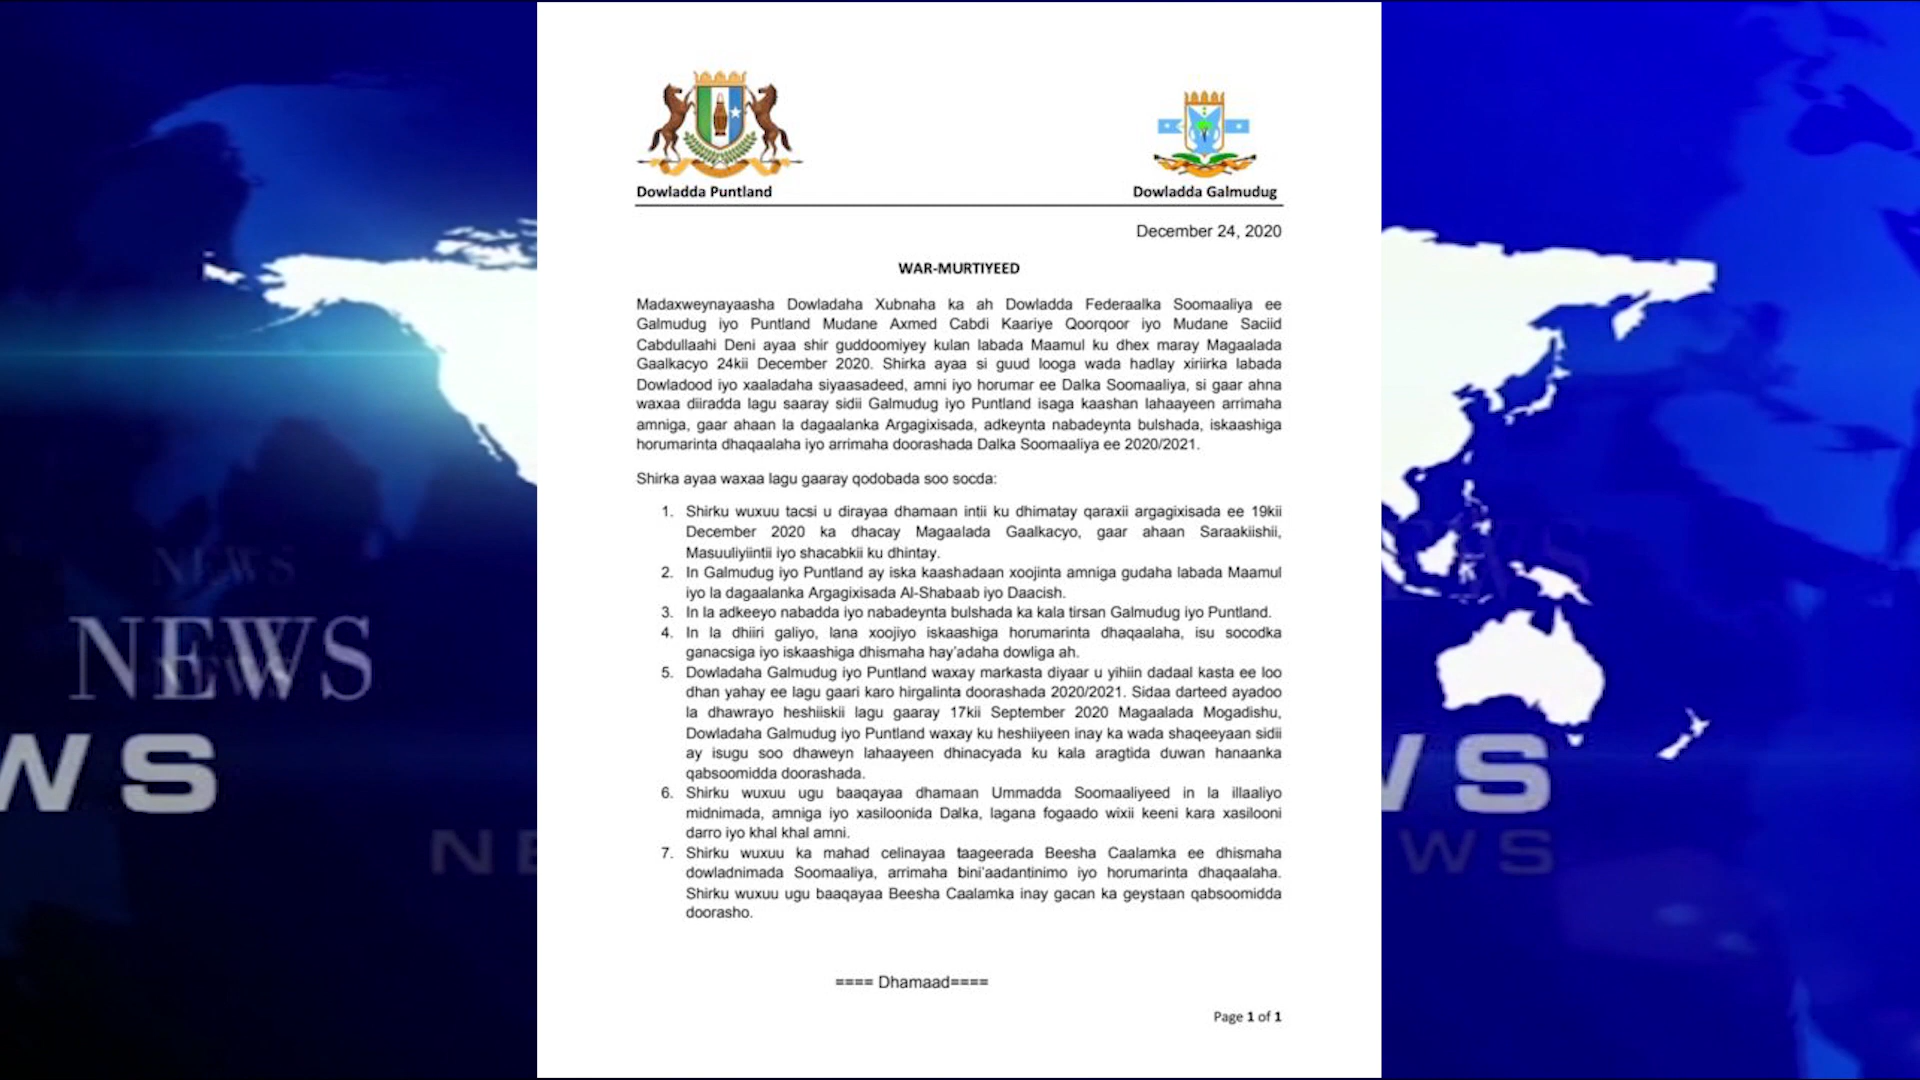 Dowladda Puntland
Dowladda Galmudug
December 24, 2020
WAR-MURTIYEED
Madaxweynayaasha Dowladaha Xubnaha ka ah Dowladda Federaalka Soomaaliya ee
Galmudug iyo Puntland Mudane Axmed Cabdi Kaariye Qoorqoor iyo Mudane Saciid
Cabdullaahi Deni ayaa shir guddoomiyey kulan labada Maamul ku dhex maray Magaalada
Gaalkacyo 24kii December 2020. Shirka ayaa si guud looga wada hadlay xiriirka labada
Dowladood iyo xaaladaha siyaasadeed, amni iyo horumar ee Dalka Soomaaliya, si gaar ahna
waxaa diiradda lagu saaray sidii Galmudug iyo Puntland isaga kaashan lahaayeen arrimaha
amniga, gaar ahaan la dagaalanka Argagixisada, adkeynta nabadeynta bulshada, iskaashiga
horumarinta dhaqaalaha iyo arrimaha doorashada Dalka Soomaaliya ee 2020/2021.
Shirka ayaa waxaa lagu gaaray qodobada soo socda:
1. Shirku wuxuu tacsi u dirayaa dhamaan intii ku dhimatay qaraxii argagixisada ee 19kii
December 2020 ka dhacay Magaalada Gaalkacyo, gaar ahaan Saraakiishii,
Masuuliyiintii iyo shacabkii ku dhintay.
2. In Galmudug iyo Puntland ay iska kaashadaan xoojinta amniga gudaha labada Maamul
iyo la dagaalanka Argagixisada Al-Shabaab iyo Daacish.
3. In la adkeeyo nabadda iyo nabadeynta bulshada ka kala tirsan Galmudug iyo Puntland.
4. In la dhiiri galiyo, lana xoojiyo iskaashiga horumarinta dhaqaalaha, isu socodka
ganacsiga iyo iskaashiga dhismaha hay'adaha dowliga ah.
5. Dowladaha Galmudug iyo Puntland waxay markasta diyaar u yihiin dadaal kasta ee loo
dhan yahay ee lagu gaari karo hirgalinta doorashada 2020/2021. Sidaa darteed ayadoo
la dhawrayo heshiiskii lagu gaaray 17kii September 2020 Magaalada Mogadishu,
Dowladaha Galmudug iyo Puntland waxay ku heshiiyeen inay ka wada shaqeeyaan sidii
ay isugu soo dhaweyn lahaayeen dhinacyada ku kala aragtida duwan hanaanka
qabsoomidda doorashada.
6. Shirku wuxuu ugu baaqayaa dhamaan Ummadda Soomaaliyeed in la illaaliyo
midnimada, amniga iyo xasiloonida Dalka, lagana fogaado wixii keeni kara xasilooni
darro iyo khal khal amni.
7. Shirku wuxuu ka mahad celinayaa taageerada Beesha Caalamka ee dhismaha
dowladnimada Soomaaliya, arrimaha bini'aadantinimo iyo horumarinta dhaqaalaha.
Shirku wuxuu ugu baaqayaa Beesha Caalamka inay gacan ka geystaan qabsoomidda
doorasho.
==== Dhamaad====
Page 1 of 1
NEWS
NEWS
NEWS
WS
NE
NEWS
WS
WS